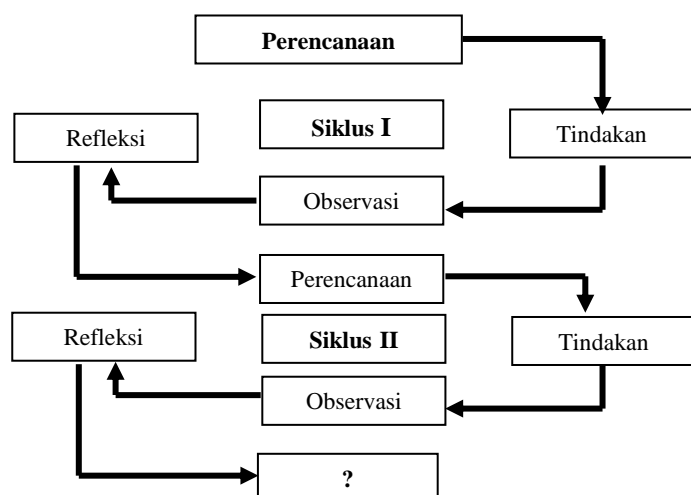 Perencanaan
Refleksi
Siklus I
Tindakan
Observasi
Perencanaan
Refleksi
Siklus II
Tindakan
Observasi
?